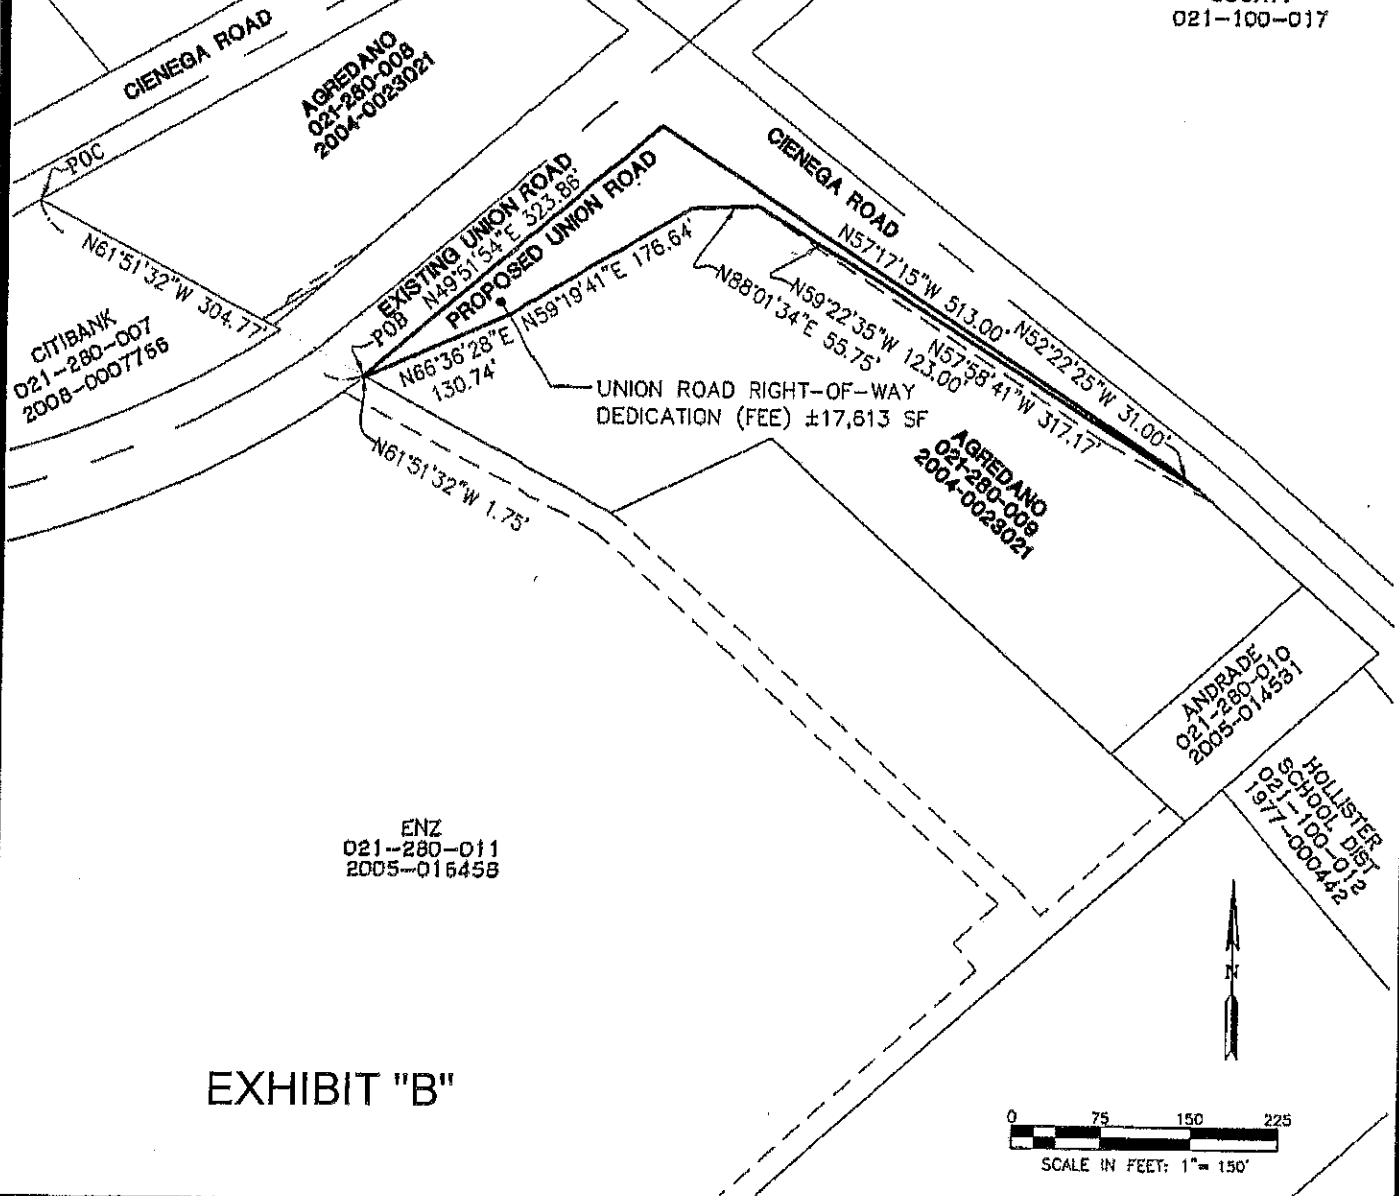 021-100-017
CIENEGA ROAD
AGREDANO
021-280-008
2004-0023021
POC
N61°51'32"W 304.77'
CITIBANK
021-280-007
2008-0007766
EXISTING UNION ROAD
N49°51'54"E 323.86'
PROPOSED UNION ROAD
POB
CIENEGA ROAD
N57°17'15"W 513.00'
N52°22'25"W 31.00'
N59°19'41"E 176.64'
N88°01'34"E 55.75'
N59°22'35"W 123.00'
N57°58'41"W 317.17'
N66°36'28"E
130.74'
UNION ROAD RIGHT-OF-WAY
DEDICATION (FEE) ±17,613 SF
N61°51'32"W 1.75'
AGREDANO
021-280-009
2004-0023021
ANDRADE
021-280-010
2005-014531
HOLLISTER
SCHOOL DIST
021-100-012
1977-000442
ENZ
021-280-011
2005-016458
N
EXHIBIT "B"
0 75 150 225
SCALE IN FEET: 1"= 150'